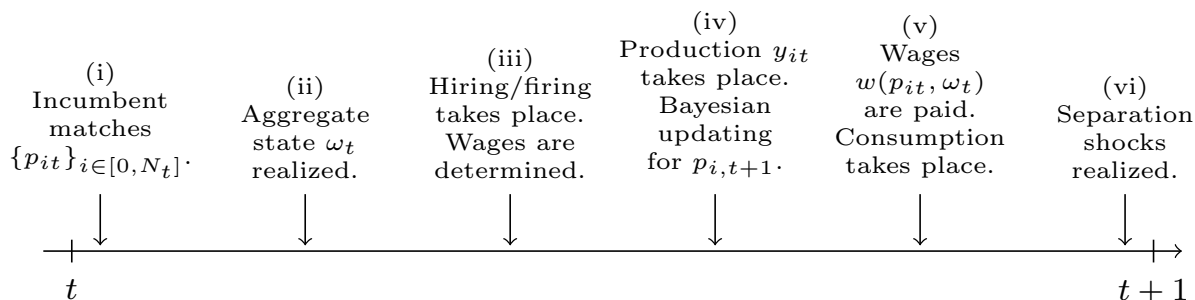 (i)
Incumbent
matches
{p_{it}}_{i∈[0,N_t]}.
(ii)
Aggregate
state ω_t
realized.
(iii)
Hiring/firing
takes place.
Wages are
determined.
(iv)
Production y_{it}
takes place.
Bayesian
updating
for p_{i,t+1}.
(v)
Wages
w(p_{it}, ω_t)
are paid.
Consumption
takes place.
(vi)
Separation
shocks
realized.
t
t + 1